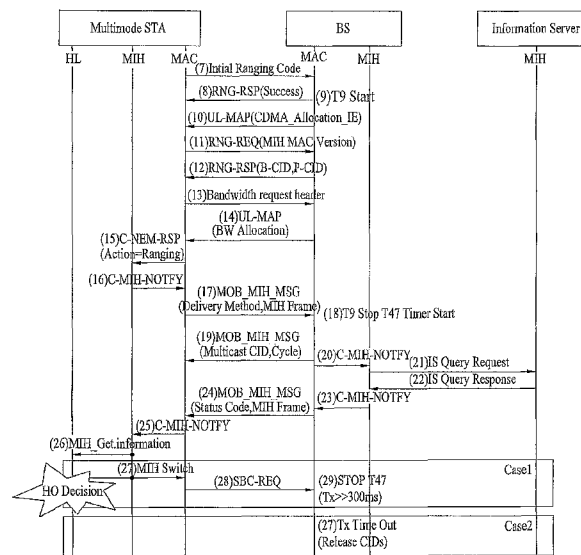 Multimode STA
BS
Information Server
HL
MIH
MAC
MAC
MIH
MIH
(7)Intial Ranging Code
(8)RNG-RSP(Success)
(9)T9 Start
(10)UL-MAP(CDMA_Allocation_IE)
(11)RNG-REQ(MIH MAC Version)
(12)RNG-RSP(B-CID,P-CID)
(13)Bandwidth request header
(14)UL-MAP
(BW Allocation)
(15)C-NEM-RSP
(Action=Ranging)
(16)C-MIH-NOTFY
(17)MOB_MIH_MSG
(Delivery Method,MIH Frame)
(18)T9 Stop T47 Timer Start
(19)MOB_MIH_MSG
(Multicast CID,Cycle)
(20)C-MIH-NOTFY
(21)IS Query Request
(22)IS Query Response
(23)C-MIH-NOTFY
(24)MOB_MIH_MSG
(Status Code,MIH Frame)
(25)C-MIH-NOTFY
(26)MIH_Get.information
(27)MIH Switch
Case1
HO Decision
(28)SBC-REQ
(29)STOP T47
(Tx>>300ms)
(27)Tx Time Out
(Release CIDs)
Case2